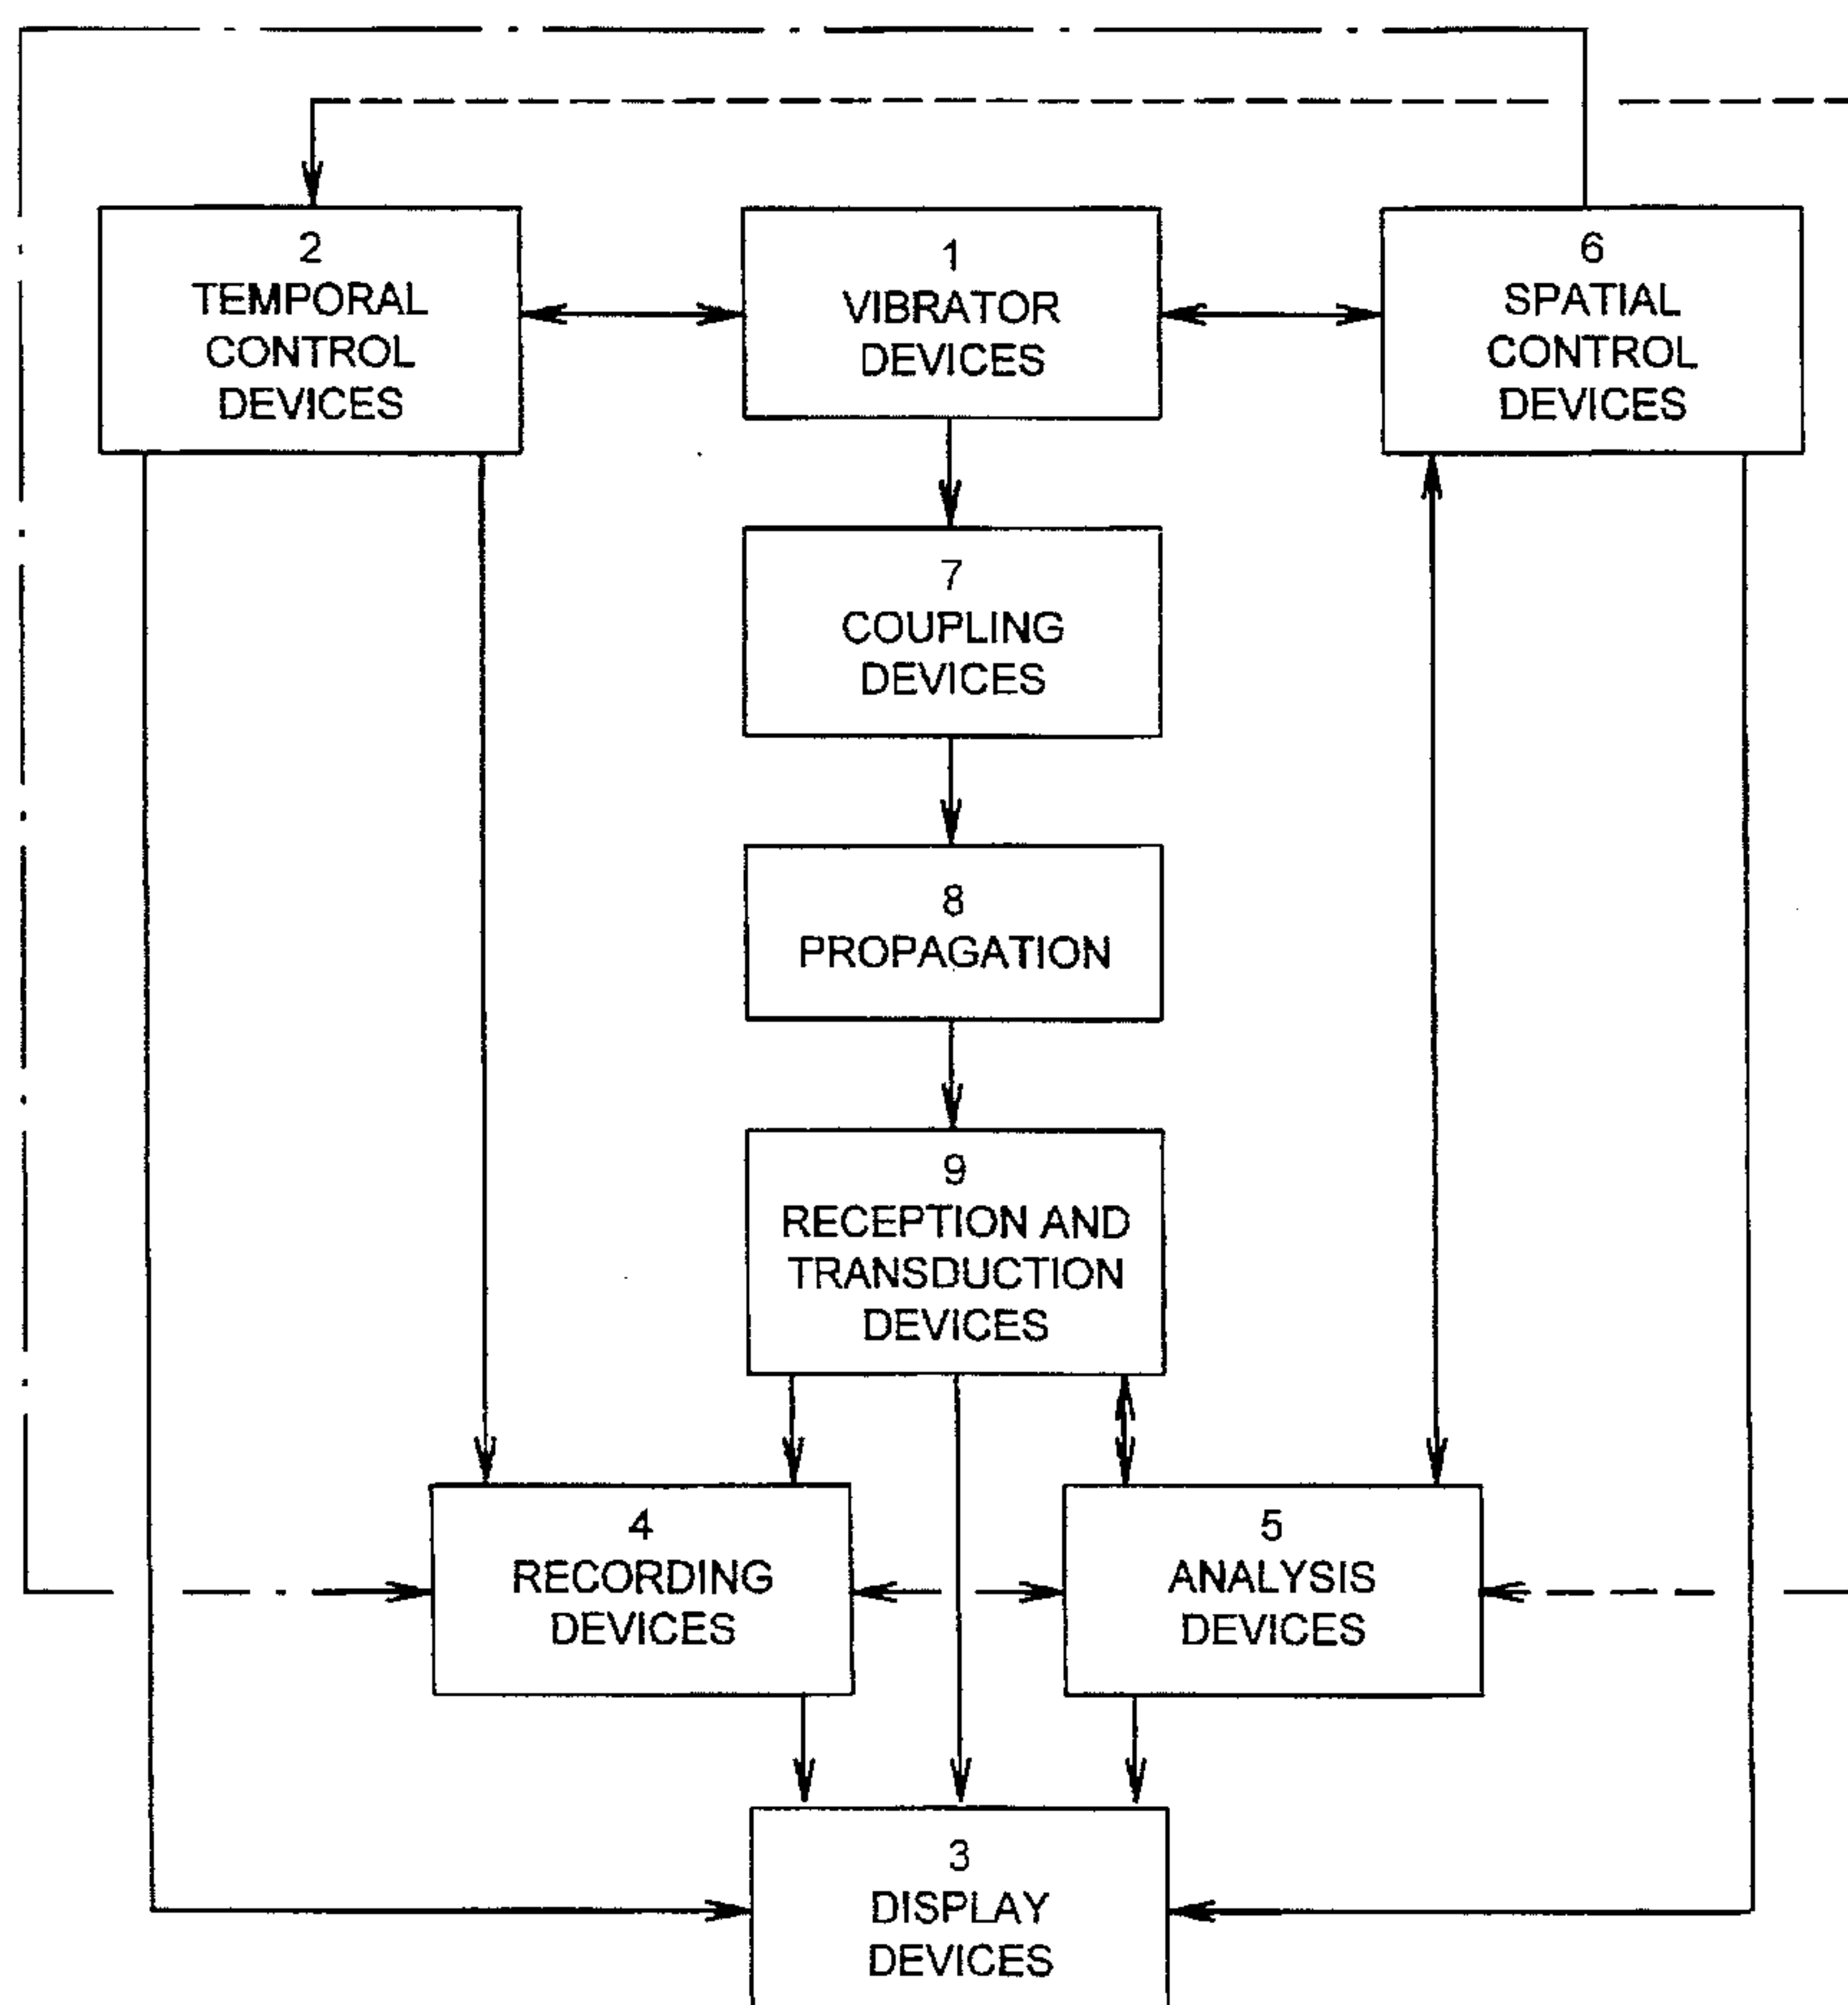 2
TEMPORAL
CONTROL
DEVICES
1
VIBRATOR
DEVICES
6
SPATIAL
CONTROL
DEVICES
7
COUPLING
DEVICES
8
PROPAGATION
9
RECEPTION AND
TRANSDUCTION
DEVICES
4
RECORDING
DEVICES
5
ANALYSIS
DEVICES
3
DISPLAY
DEVICES